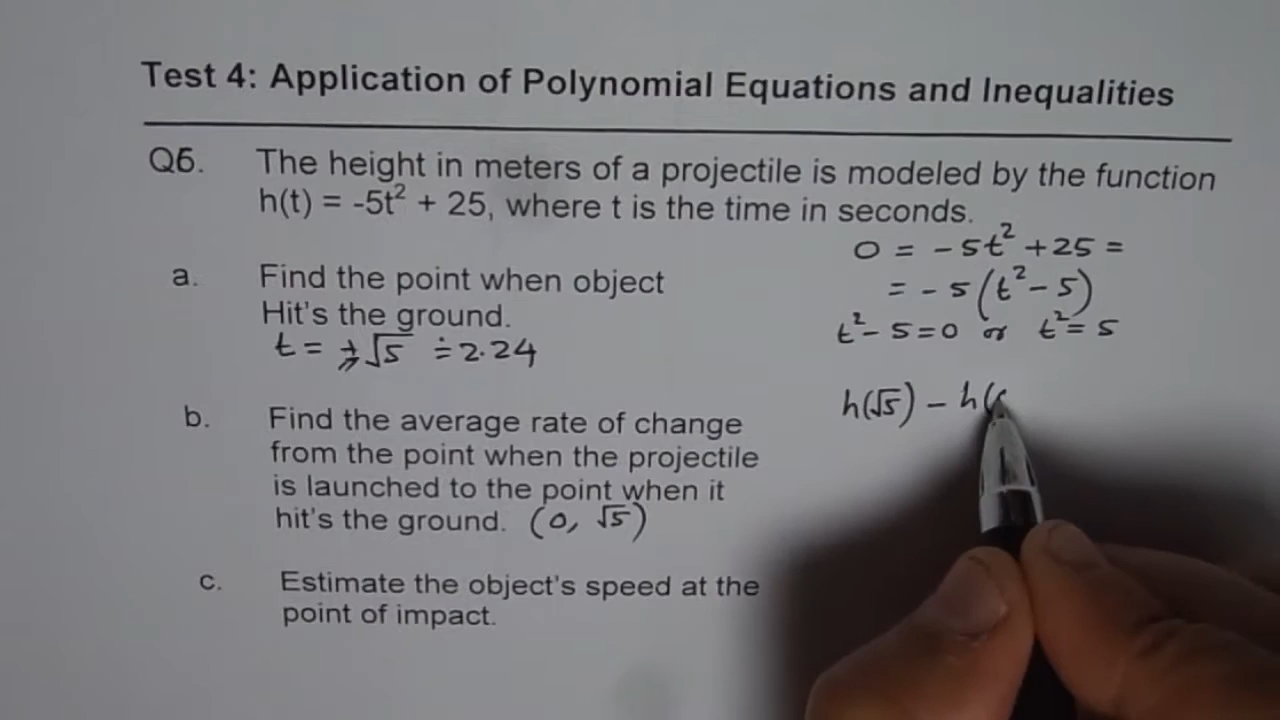 Test 4: Application of Polynomial Equations and Inequalities
Q6. The height in meters of a projectile is modeled by the function
h(t) = -5t² + 25, where t is the time in seconds.
0 = -5t² + 25 =
= -5(t² - 5)
t² - 5 = 0 or t² = 5
a. Find the point when object
Hit's the ground.
t = +√5 ≐ 2.24
h(√5) - h(
b. Find the average rate of change
from the point when the projectile
is launched to the point when it
hit's the ground. (0, √5)
c. Estimate the object's speed at the
point of impact.